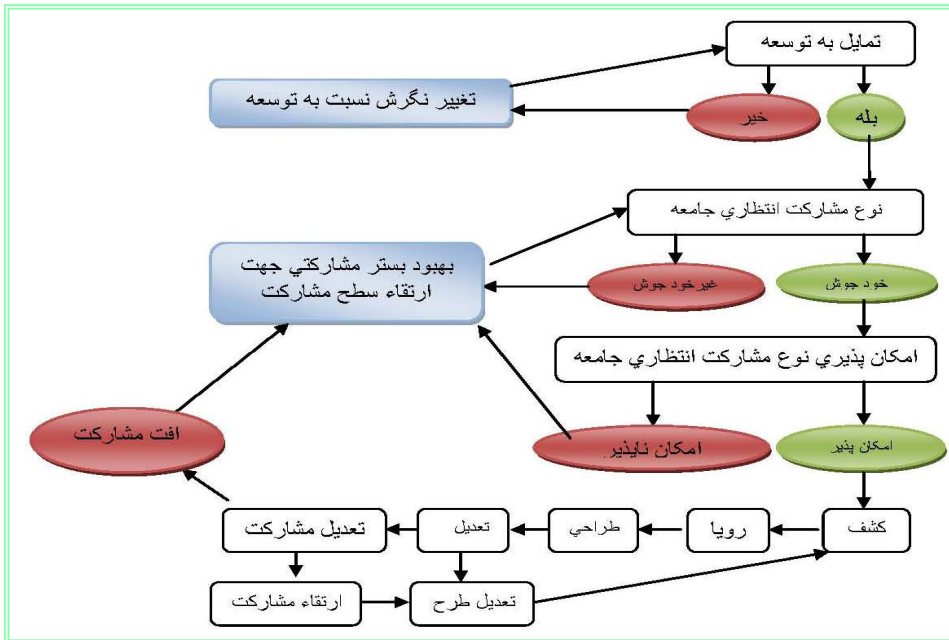 تمايل به توسعه
تغيير نگرش نسبت به توسعه
خير
بله
نوع مشاركت انتظاري جامعه
بهبود بستر مشاركتي جهت
ارتقاء سطح مشاركت
غيرخود جوش
خود جوش
امكان پذيري نوع مشاركت انتظاري جامعه
افت مشاركت
امكان ناپذير
امكان پذير
كشف
رويا
طراحي
تعديل
تعديل مشاركت
تعديل طرح
ارتقاء مشاركت